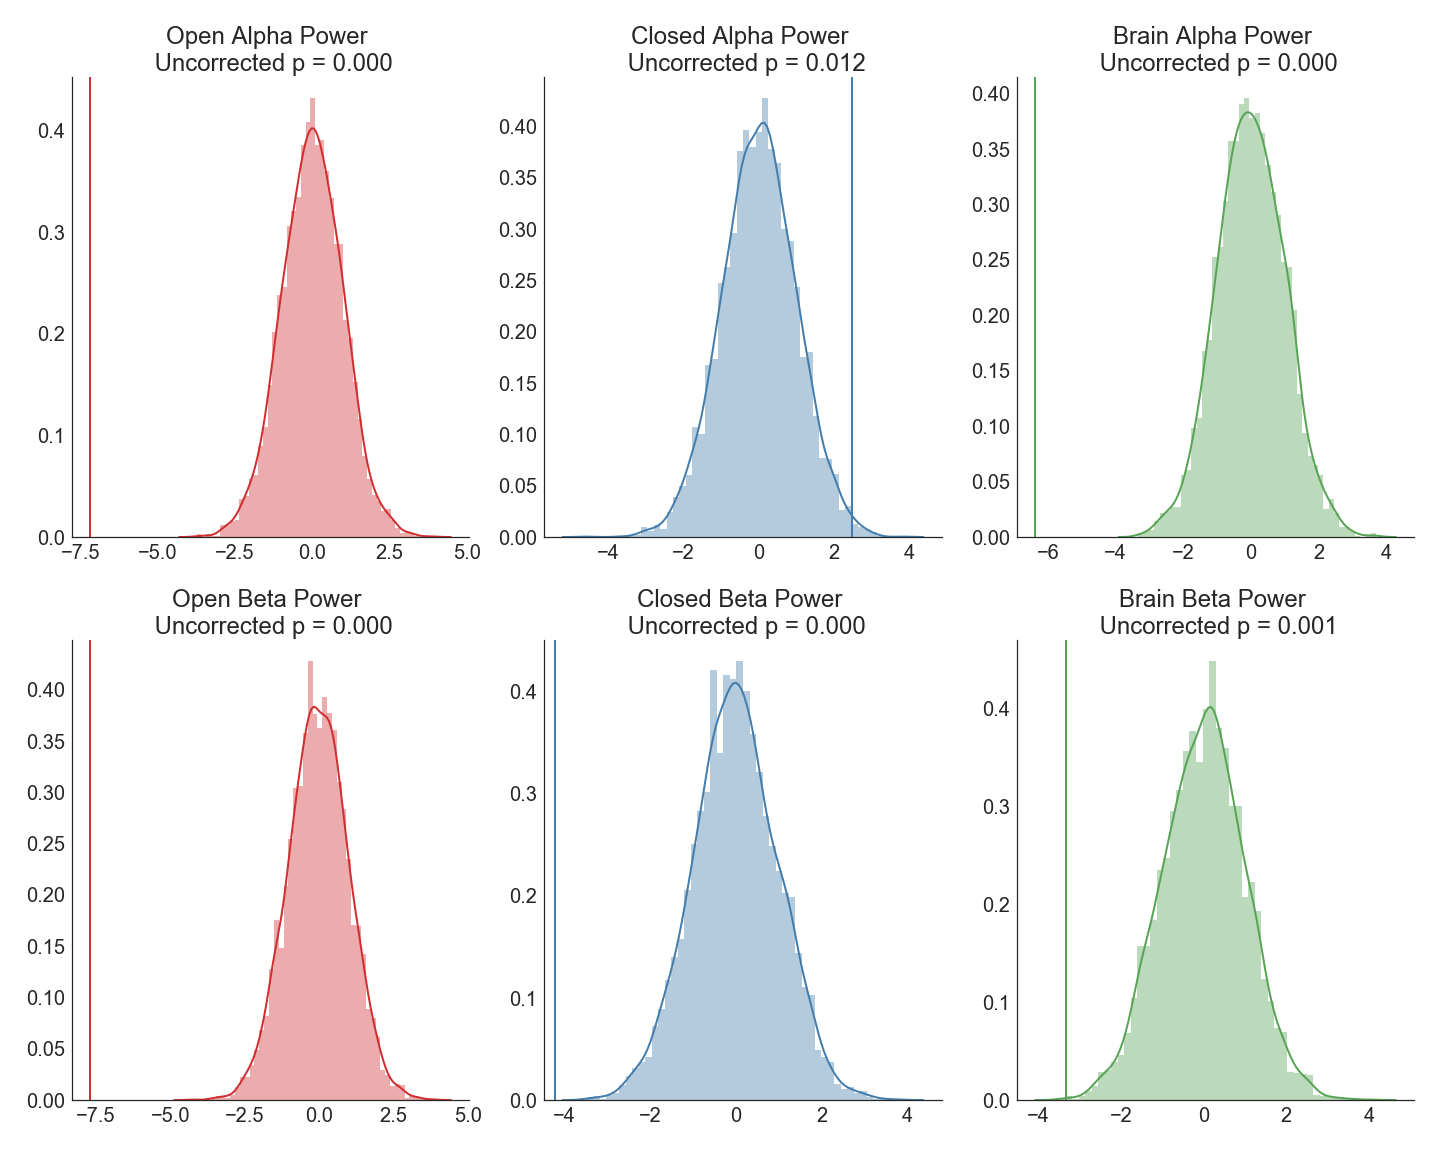 Open Alpha Power
Uncorrected p = 0.000
0.4
0.3
0.2
0.1
0.0
−7.5 −5.0 −2.5 0.0 2.5 5.0
Closed Alpha Power
Uncorrected p = 0.012
0.40
0.35
0.30
0.25
0.20
0.15
0.10
0.05
0.00
−4 −2 0 2 4
Brain Alpha Power
Uncorrected p = 0.000
0.40
0.35
0.30
0.25
0.20
0.15
0.10
0.05
0.00
−6 −4 −2 0 2 4
Open Beta Power
Uncorrected p = 0.000
0.40
0.35
0.30
0.25
0.20
0.15
0.10
0.05
0.00
−7.5 −5.0 −2.5 0.0 2.5 5.0
Closed Beta Power
Uncorrected p = 0.000
0.4
0.3
0.2
0.1
0.0
−4 −2 0 2 4
Brain Beta Power
Uncorrected p = 0.001
0.4
0.3
0.2
0.1
0.0
−4 −2 0 2 4